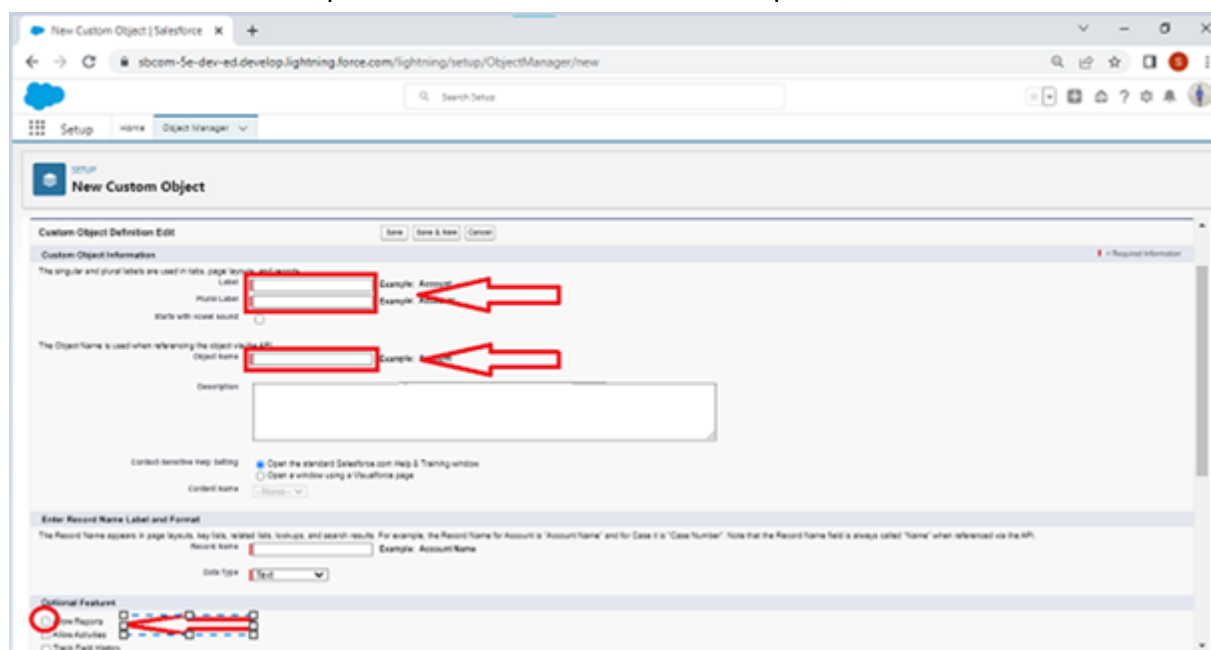 New Custom Object | Salesforce
sbcom-5e-dev-ed.develop.lightning.force.com/lightning/setup/ObjectManager/new
S
Search Setup
Setup Home Object Manager
SETUP
New Custom Object
Custom Object Definition Edit Save Save & New Cancel
Custom Object Information = Required Information
The singular and plural labels are used in tabs, page layouts, and reports.
Label Example: Account
Plural Label Example:
Starts with vowel sound
The Object Name is used when referencing the object via the API.
Object Name Example:
Description
Context-Sensitive Help Setting Open the standard Salesforce.com Help & Training window
Open a window using a Visualforce page
Content Name --None--
Enter Record Name Label and Format
The Record Name appears in page layouts, key lists, related lists, lookups, and search results. For example, the Record Name for Account is "Account Name" and for Case it is "Case Number". Note that the Record Name field is always called "Name" when referenced via the API.
Record Name Example: Account Name
Data Type Text
Optional Features
Allow Reports
Allow Activities
Track Field History